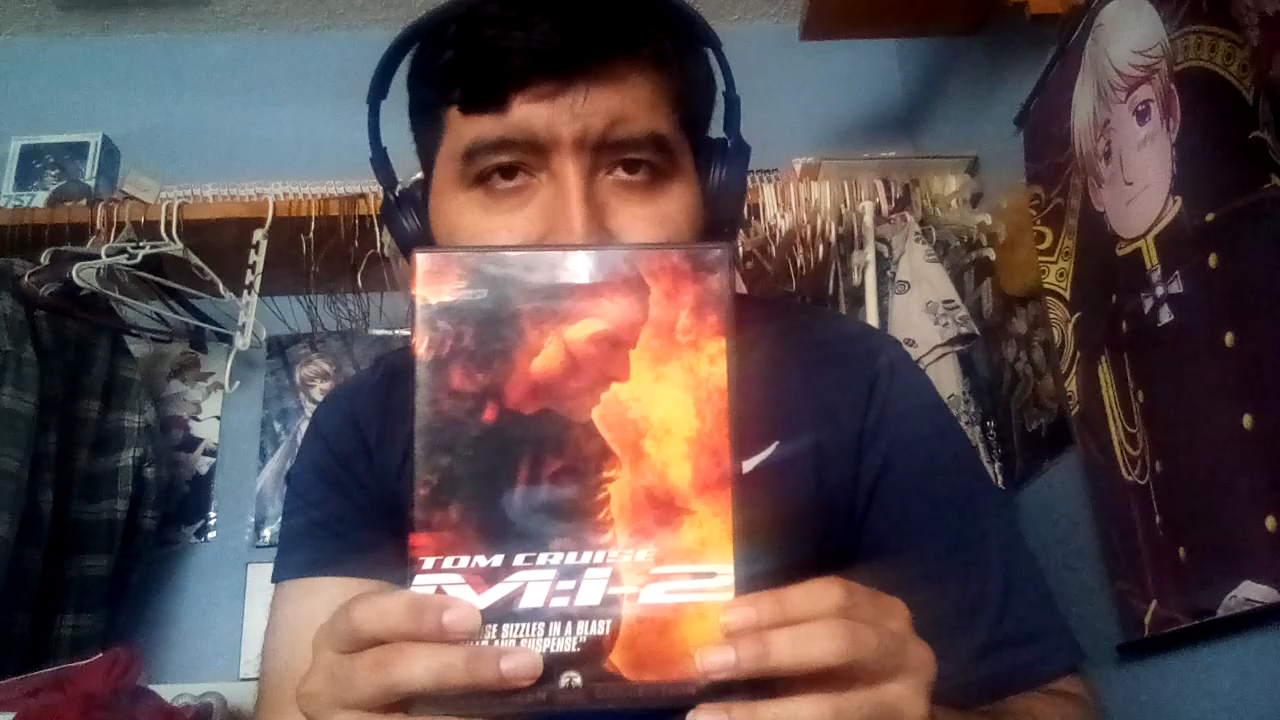 TOM CRUISE
M:I-2
SIZZLES IN A BLAST
AND SUSPENSE."